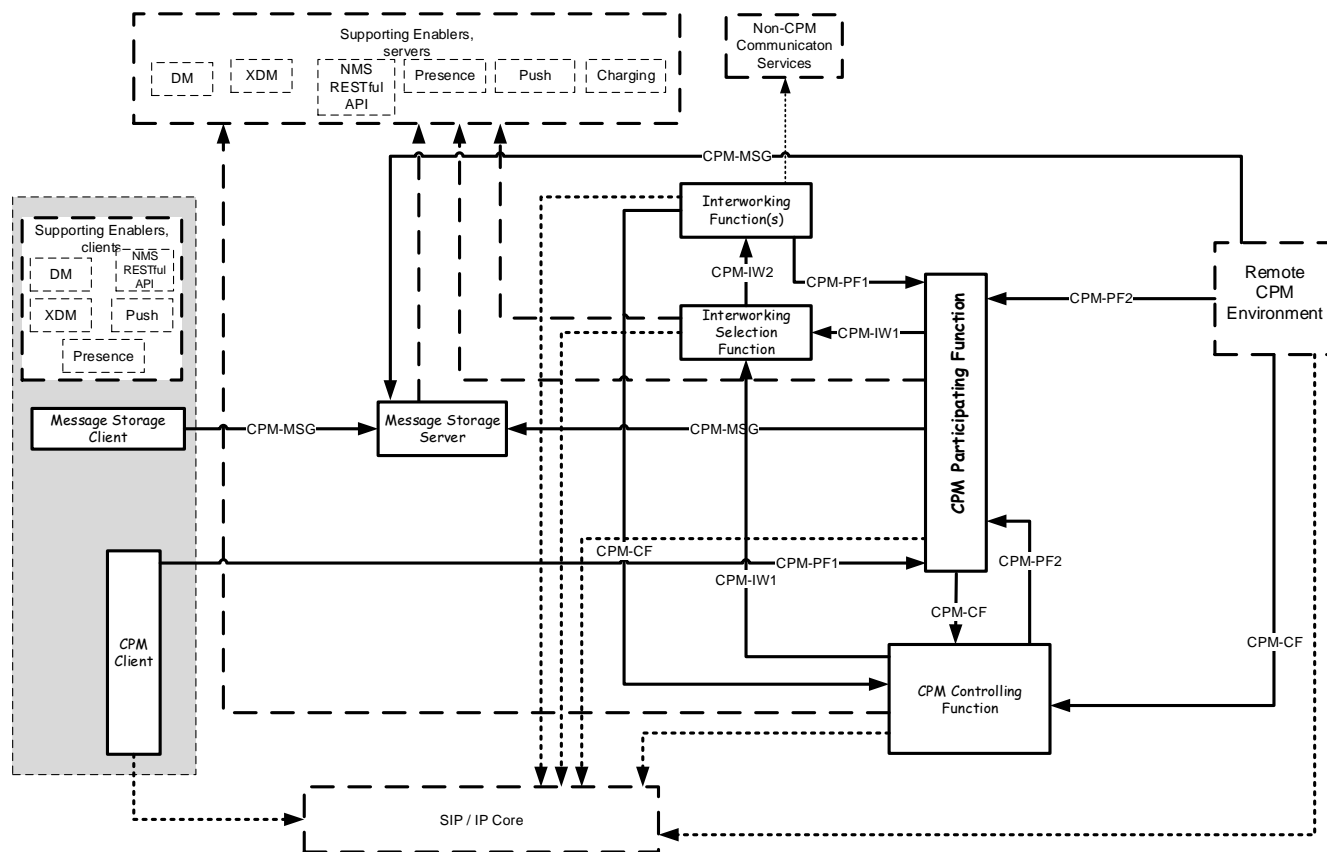 Supporting Enablers,
servers
DM
XDM
NMS
RESTful
API
Presence
Push
Charging
Non-CPM
Communicaton
Services
CPM-MSG
Supporting Enablers,
clients
DM
NMS
RESTful
API
XDM
Push
Presence
Interworking
Function(s)
CPM-IW2
CPM-PF1
Interworking
Selection
Function
CPM-IW1
CPM-PF2
Remote
CPM
Environment
CPM Participating Function
Message Storage
Client
CPM-MSG
Message Storage
Server
CPM-MSG
CPM-CF
CPM-PF1
CPM-IW1
CPM-PF2
CPM-CF
CPM
Client
CPM Controlling
Function
CPM-CF
SIP / IP Core